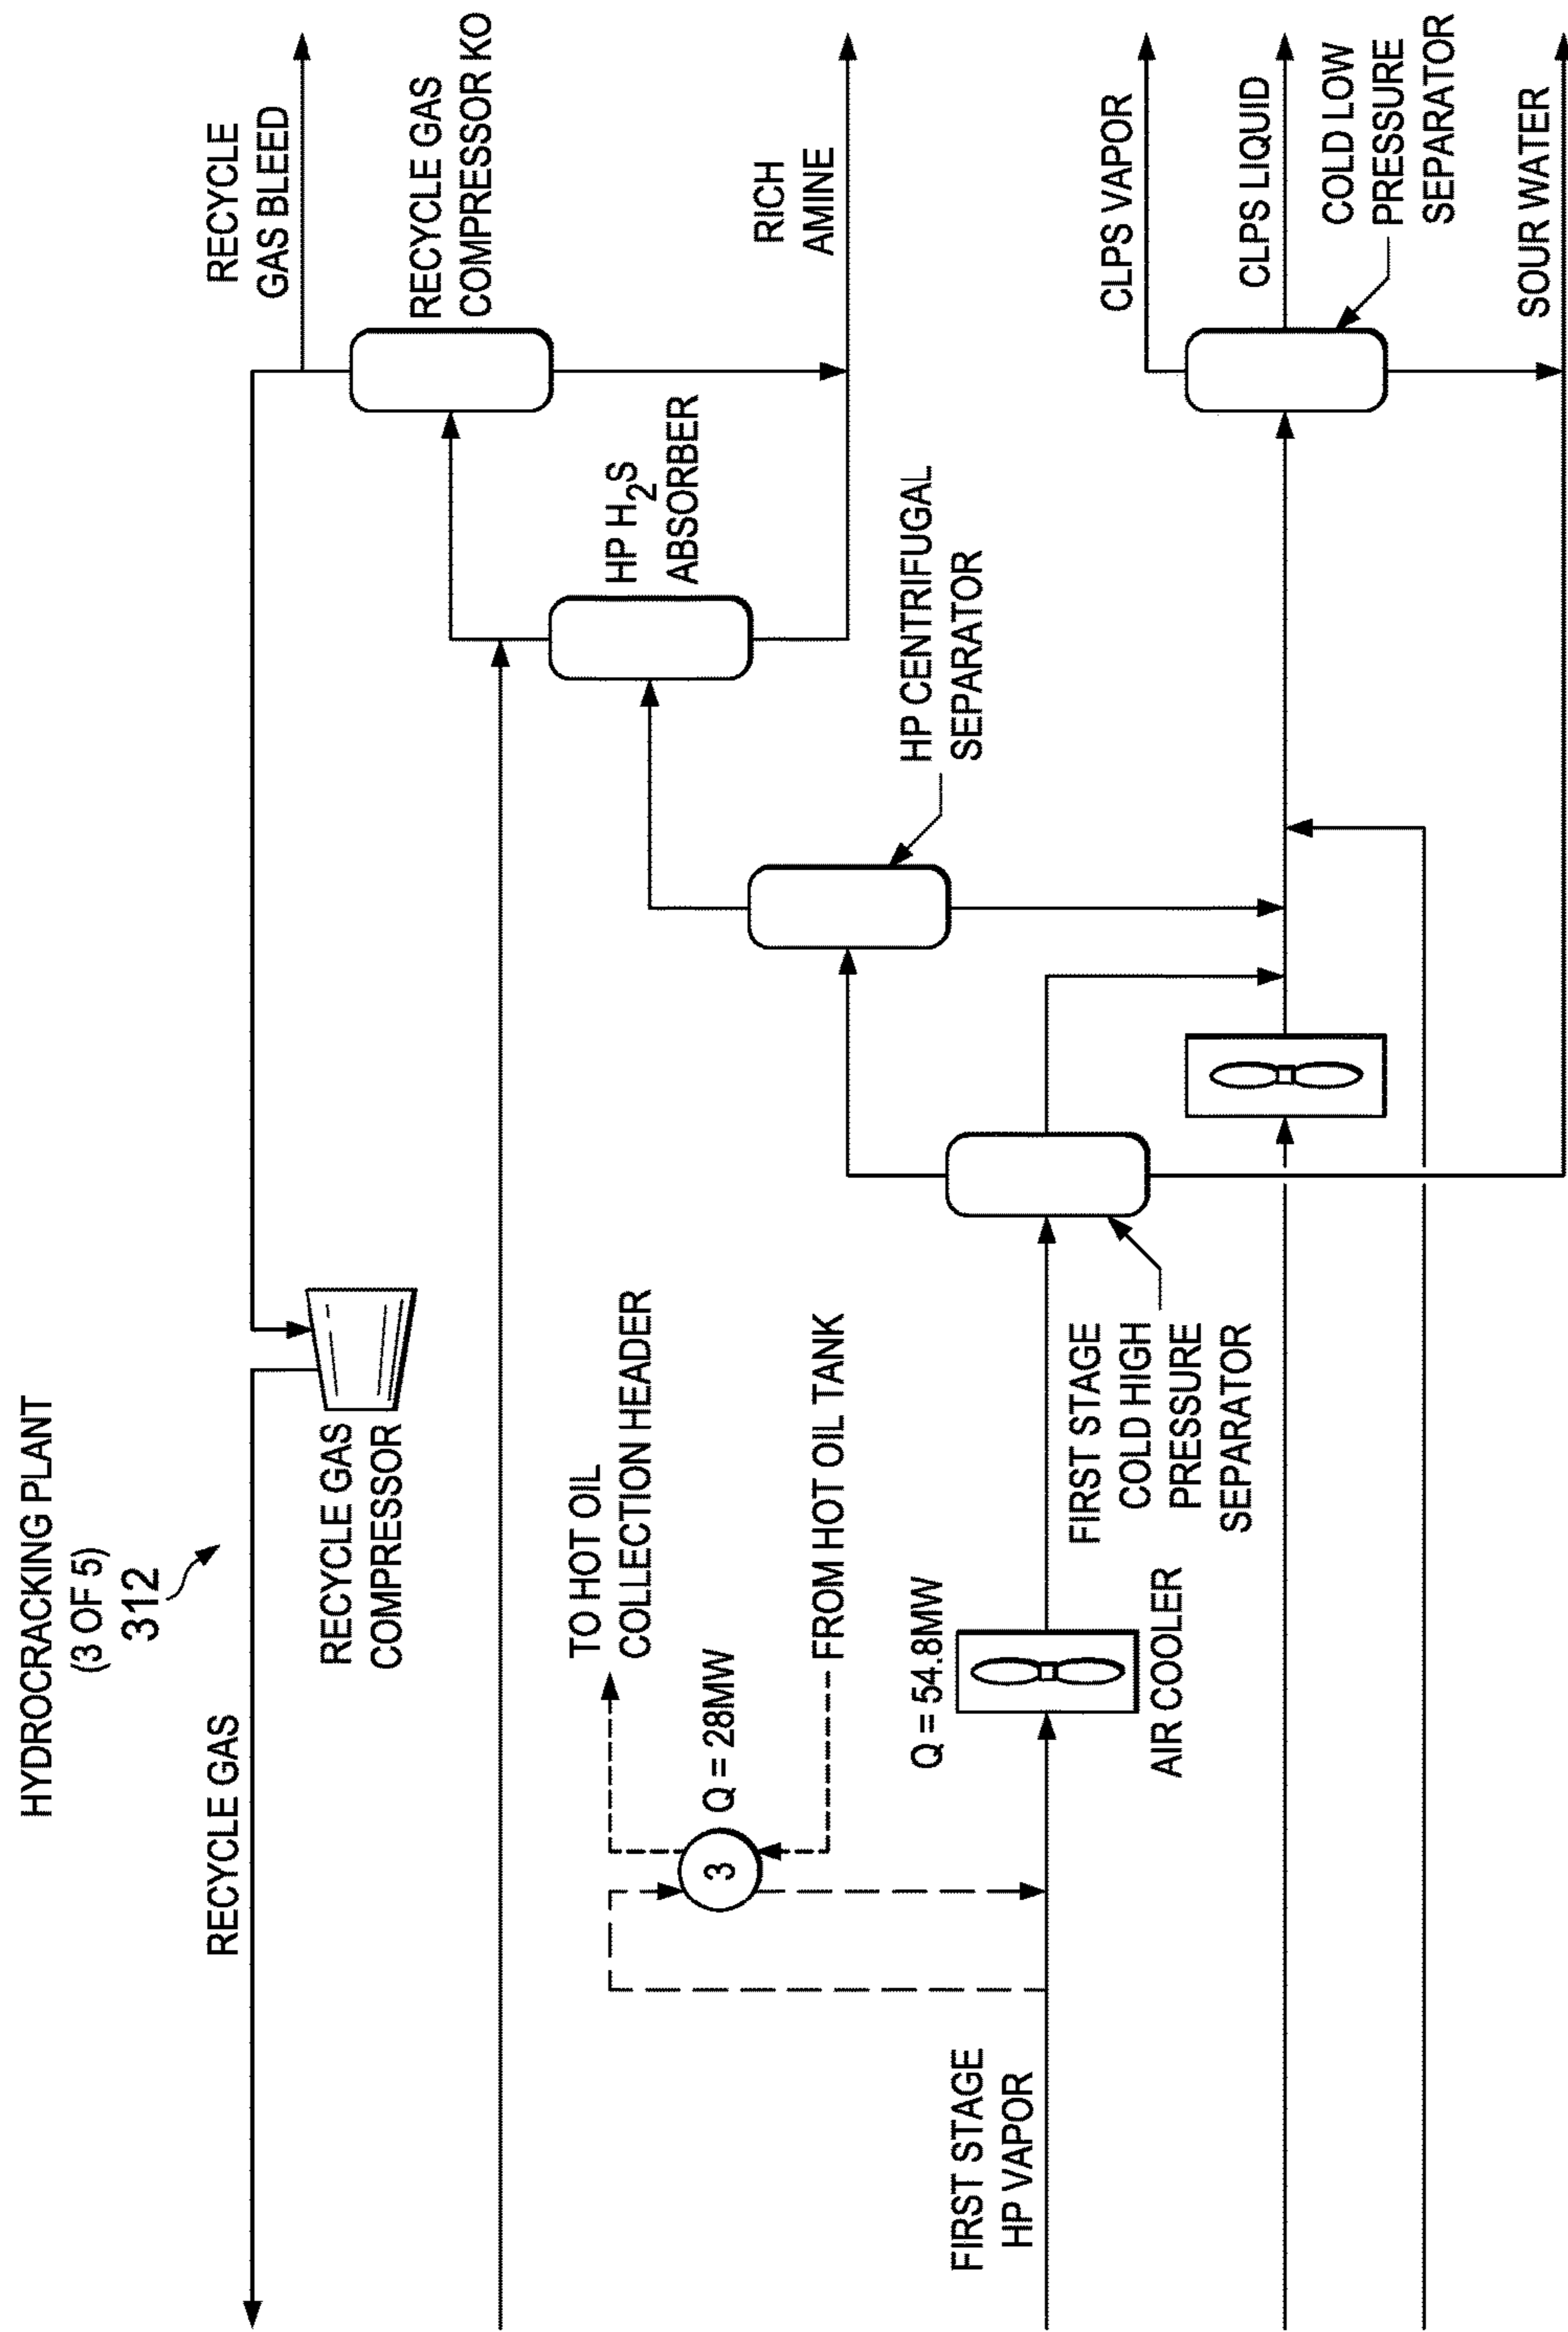 HYDROCRACKING PLANT
(3 OF 5)
312
RECYCLE GAS
RECYCLE GAS
COMPRESSOR
RECYCLE
GAS BLEED
RECYCLE GAS
COMPRESSOR KO
TO HOT OIL
COLLECTION HEADER
HP H2S
ABSORBER
RICH
AMINE
3
Q = 28MW
FROM HOT OIL TANK
HP CENTRIFUGAL
SEPARATOR
FIRST STAGE
HP VAPOR
Q = 54.8MW
AIR COOLER
FIRST STAGE
COLD HIGH
PRESSURE
SEPARATOR
CLPS VAPOR
CLPS LIQUID
COLD LOW
PRESSURE
SEPARATOR
SOUR WATER